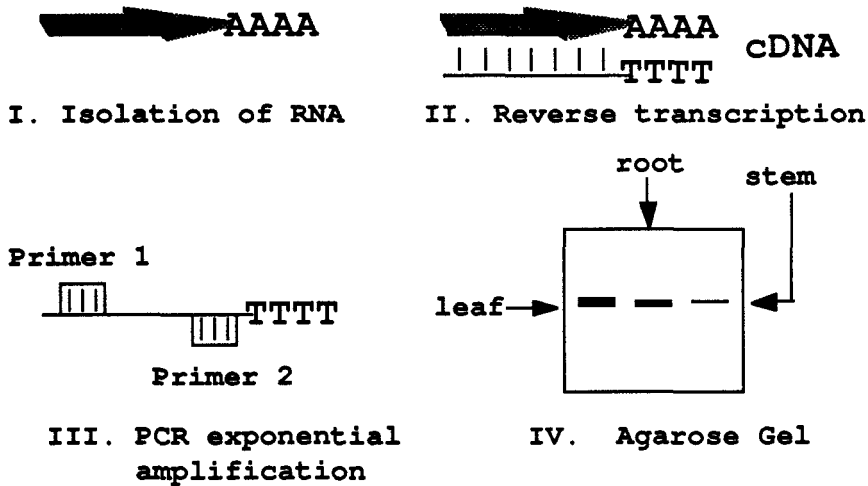 AAAA
AAAA
TTTT
cDNA
I. Isolation of RNA
II. Reverse transcription
root
stem
Primer 1
TTTT
leaf
Primer 2
III. PCR exponential
amplification
IV. Agarose Gel